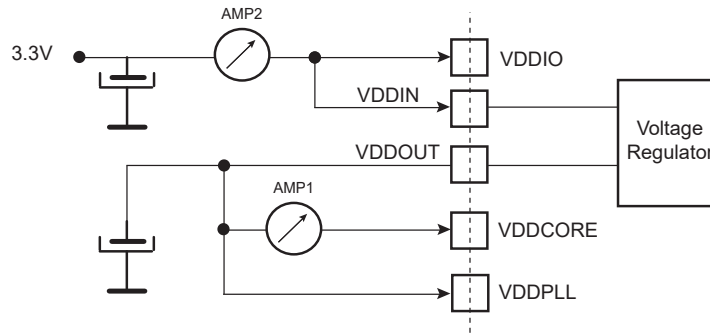 AMP2
3.3V
VDDIO
VDDIN
Voltage
Regulator
VDDOUT
AMP1
VDDCORE
VDDPLL